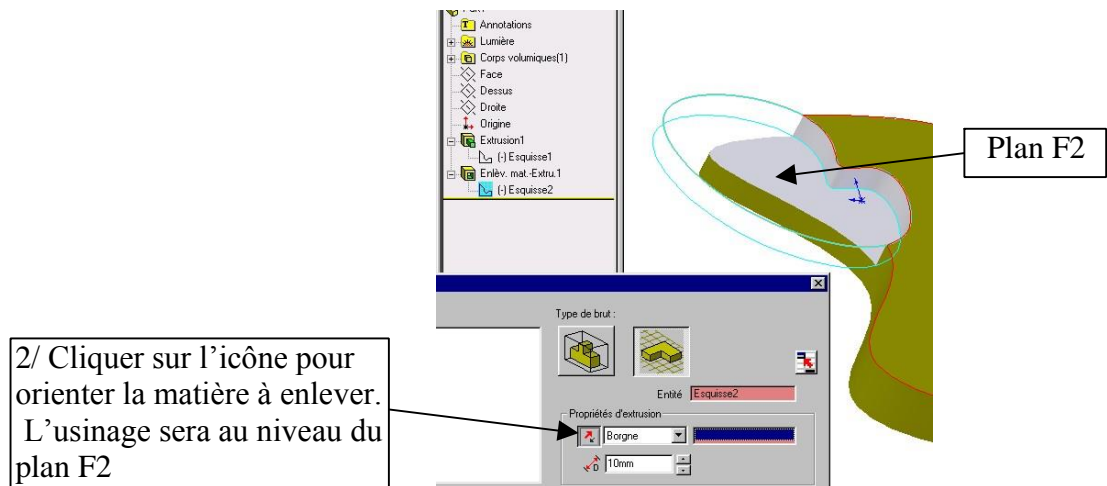 Annotations
Lumière
Corps volumiques(1)
Face
Dessus
Droite
Origine
Extrusion1
(-) Esquisse1
Enlèv. mat.-Extru.1
(-) Esquisse2
Plan F2
Type de brut :
Entité Esquisse2
Propriétés d'extrusion
Borgne
D 10mm
2/ Cliquer sur l’icône pour
orienter la matière à enlever.
L’usinage sera au niveau du
plan F2